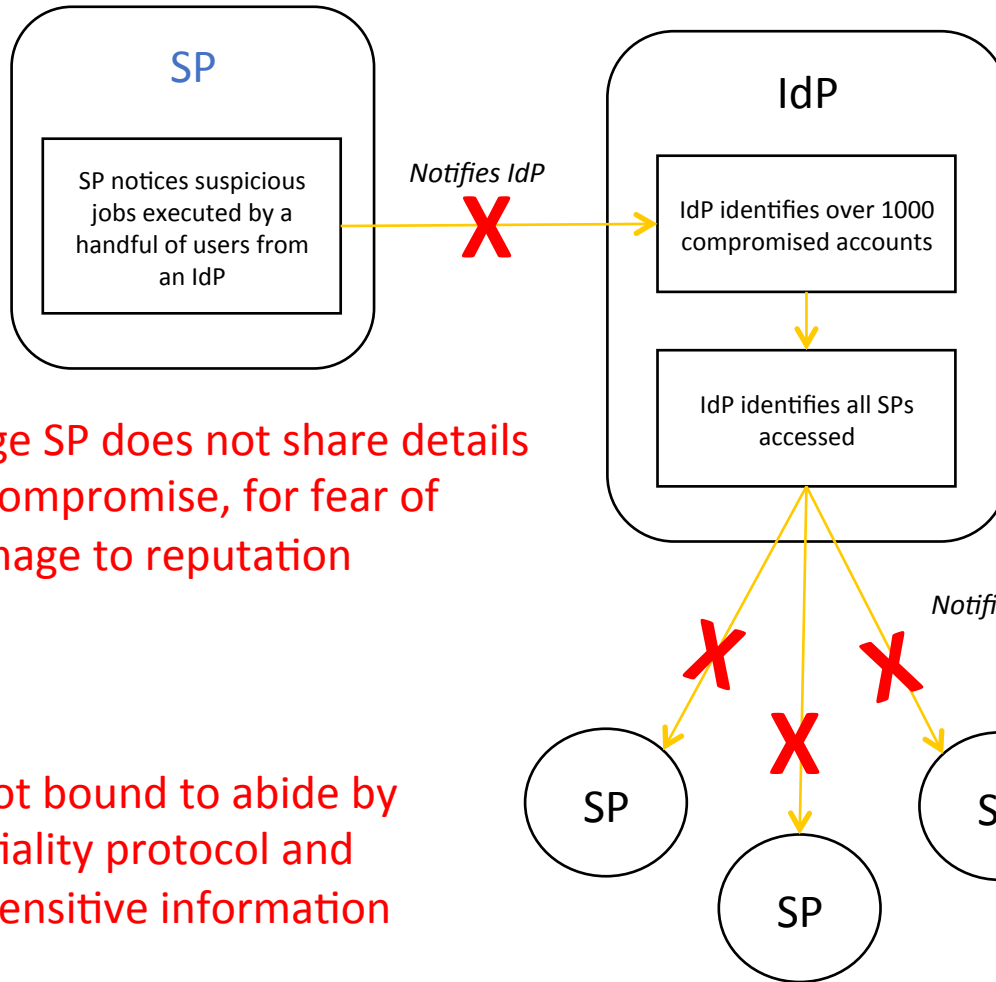 SP
SP notices suspicious
jobs executed by a
handful of users from
an IdP
Notifies IdP
X
IdP
IdP identifies over 1000
compromised accounts
IdP identifies all SPs
accessed
ge SP does not share details
ompromise, for fear of
mage to reputation
Notifi
X
X
X
ot bound to abide by
tiality protocol and
ensitive information
SP
SP
S